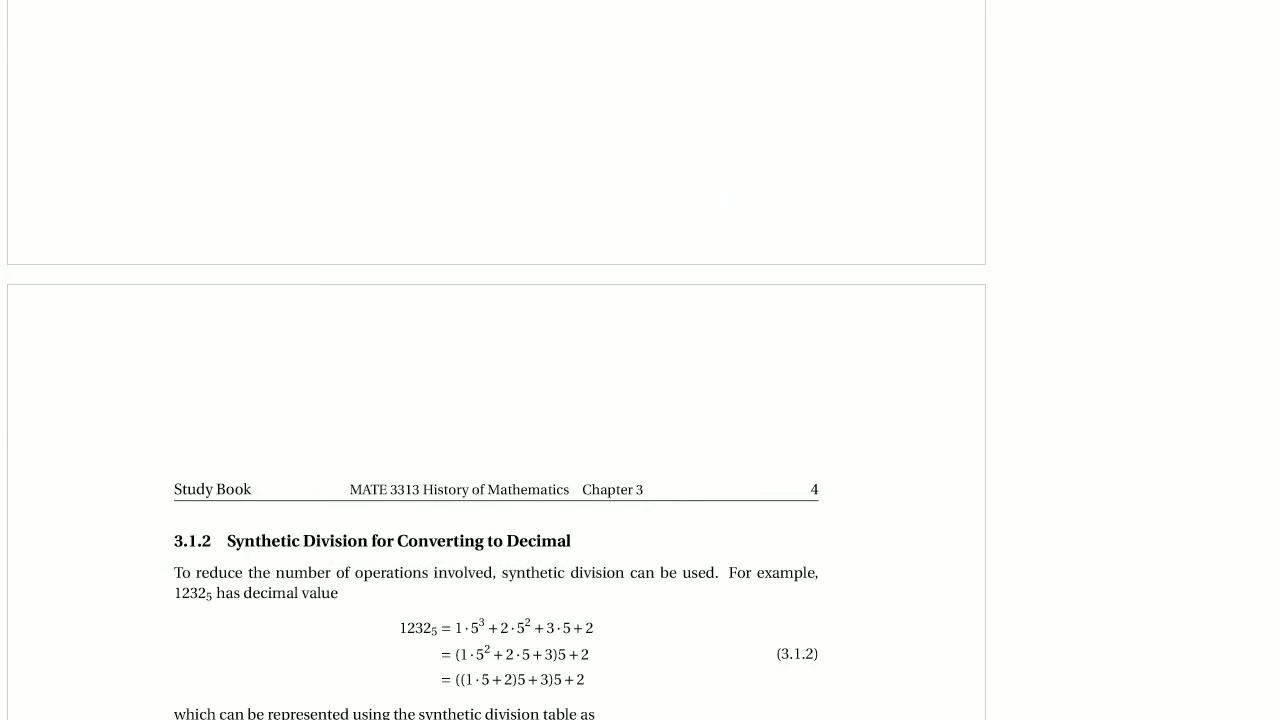 Study Book MATE 3313 History of Mathematics Chapter 3 4
3.1.2 Synthetic Division for Converting to Decimal
To reduce the number of operations involved, synthetic division can be used. For example,
1232₅ has decimal value
1232₅ = 1·5³ + 2·5² + 3·5 + 2
= (1·5² + 2·5 + 3)5 + 2 (3.1.2)
= ((1·5 + 2)5 + 3)5 + 2
which can be represented using the synthetic division table as